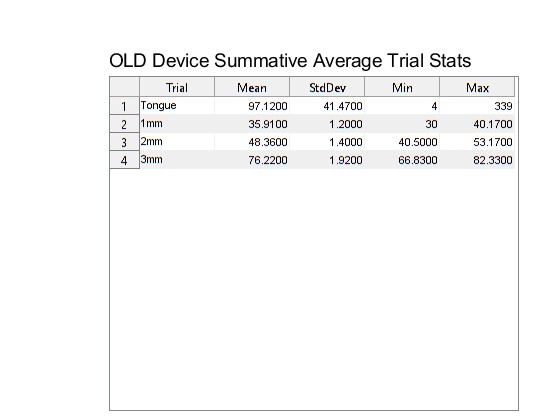 OLD Device Summative Average Trial Stats
Trial Mean StdDev Min Max
1 Tongue 97.1200 41.4700 4 339
2 1mm 35.9100 1.2000 30 40.1700
3 2mm 48.3600 1.4000 40.5000 53.1700
4 3mm 76.2200 1.9200 66.8300 82.3300